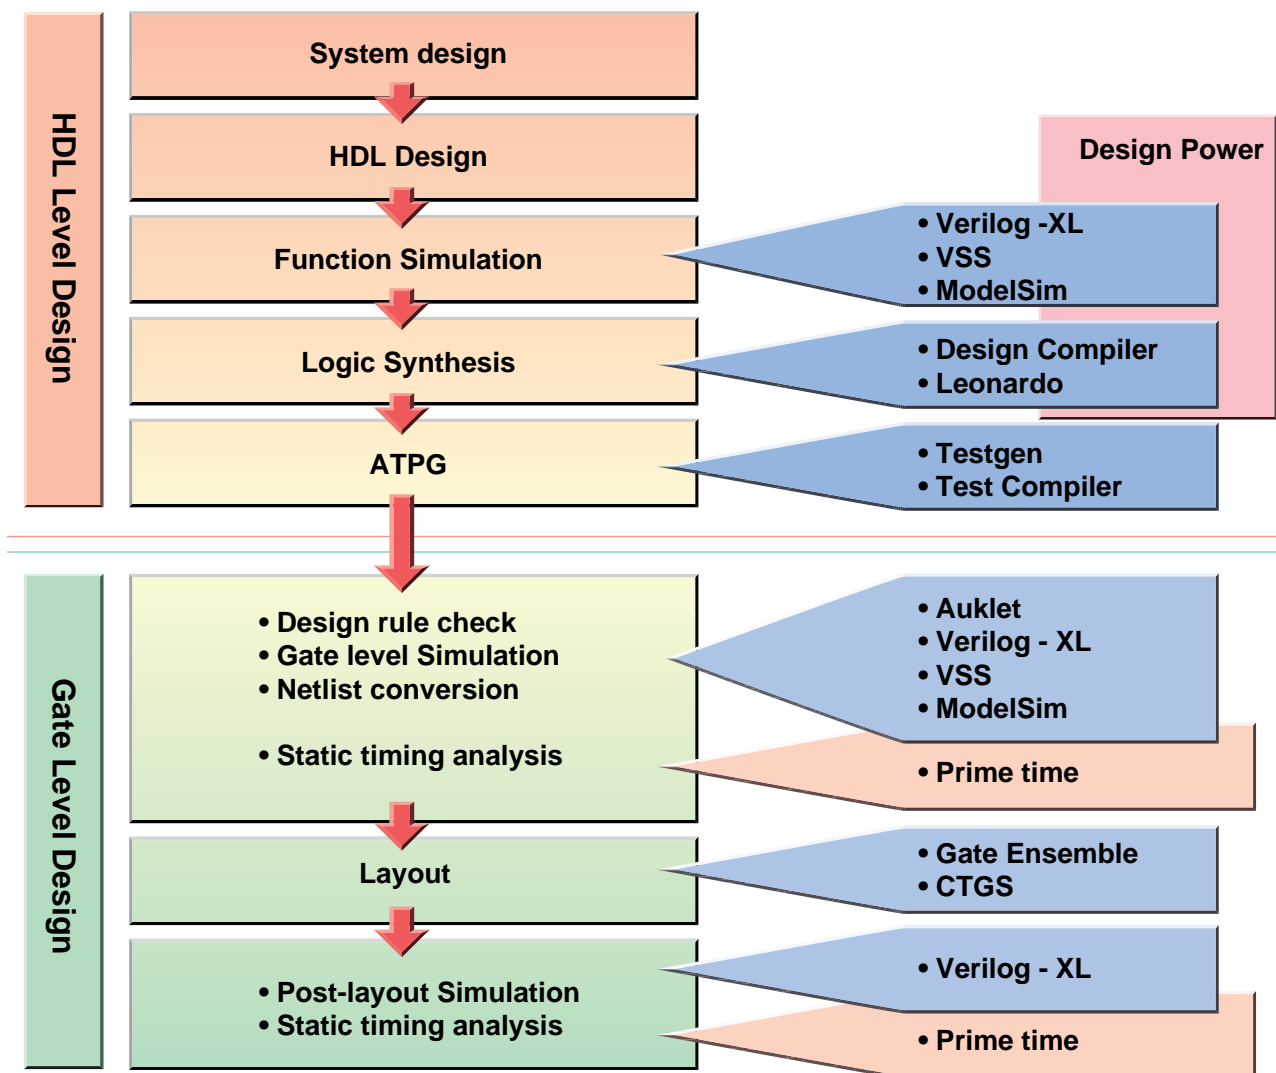 HDL Level Design
System design
HDL Design
Function Simulation
Logic Synthesis
ATPG
Design Power
• Verilog -XL
• VSS
• ModelSim
• Design Compiler
• Leonardo
• Testgen
• Test Compiler
Gate Level Design
• Design rule check
• Gate level Simulation
• Netlist conversion
• Static timing analysis
• Auklet
• Verilog - XL
• VSS
• ModelSim
• Prime time
Layout
• Gate Ensemble
• CTGS
• Post-layout Simulation
• Static timing analysis
• Verilog - XL
• Prime time